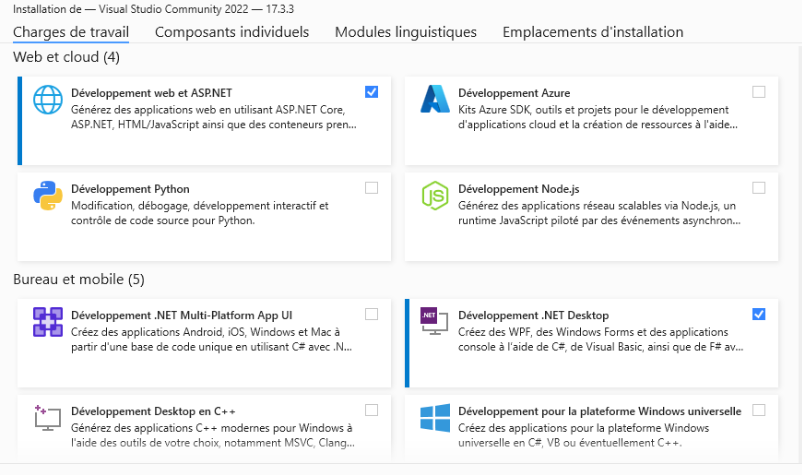 Installation de — Visual Studio Community 2022 — 17.3.3
Charges de travail Composants individuels Modules linguistiques Emplacements d'installation
Web et cloud (4)
Développement web et ASP.NET
Générez des applications web en utilisant ASP.NET Core,
ASP.NET, HTML/JavaScript ainsi que des conteneurs pren...
Développement Azure
Kits Azure SDK, outils et projets pour le développement
d'applications cloud et la création de ressources à l'aide...
Développement Python
Modification, débogage, développement interactif et
contrôle de code source pour Python.
JS
Développement Node.js
Générez des applications réseau scalables via Node.js, un
runtime JavaScript piloté par des événements asynchron...
Bureau et mobile (5)
Développement .NET Multi-Platform App UI
Créez des applications Android, iOS, Windows et Mac à
partir d'une base de code unique en utilisant C# avec .N...
.NET
Développement .NET Desktop
Créez des WPF, des Windows Forms et des applications
console à l'aide de C#, de Visual Basic, ainsi que de F# av...
Développement Desktop en C++
Générez des applications C++ modernes pour Windows à
l'aide des outils de votre choix, notamment MSVC, Clang...
Développement pour la plateforme Windows universelle
Créez des applications pour la plateforme Windows
universelle en C#, VB ou éventuellement C++.